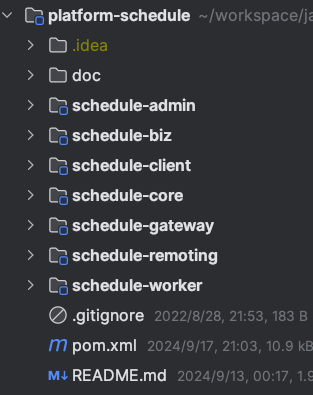 platform-schedule ~/workspace/ja
.idea
doc
schedule-admin
schedule-biz
schedule-client
schedule-core
schedule-gateway
schedule-remoting
schedule-worker
.gitignore 2022/8/28, 21:53, 183 B
m pom.xml 2024/9/17, 21:03, 10.9 kB
M↓ README.md 2024/9/13, 00:17, 1.9